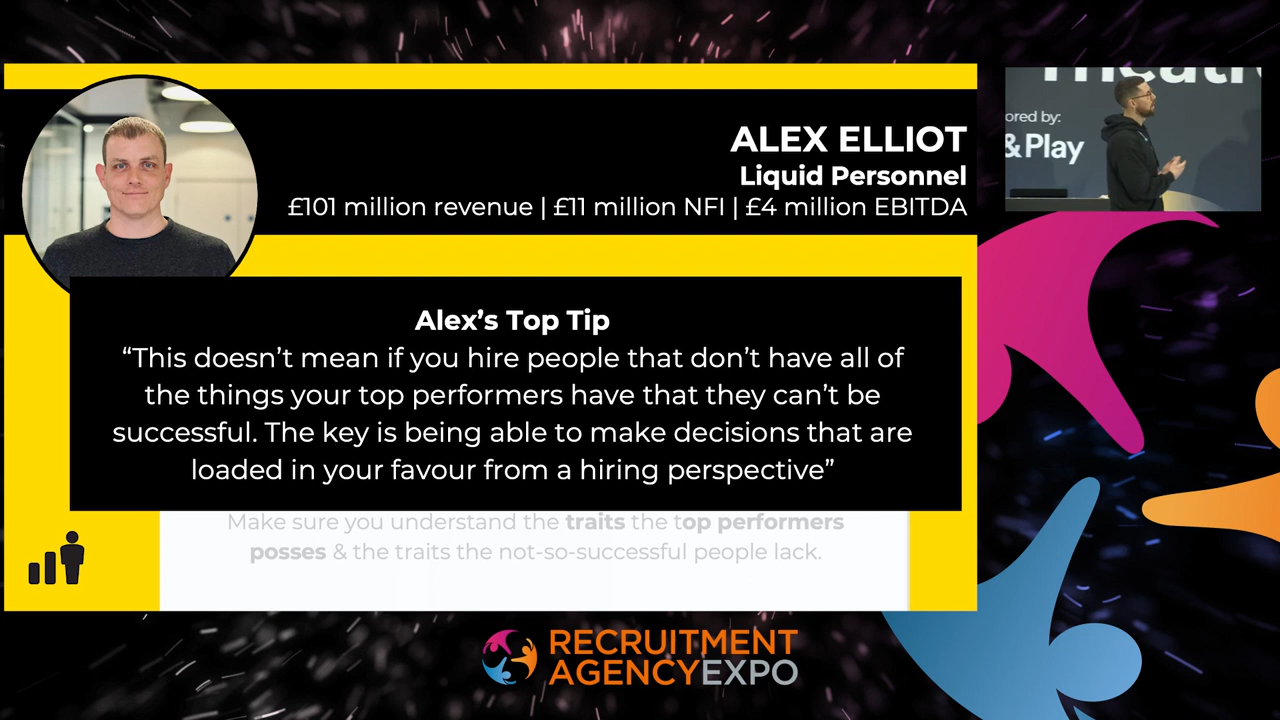 ALEX ELLIOT
Liquid Personnel
£101 million revenue | £11 million NFI | £4 million EBITDA
ored by:
& Play
Alex’s Top Tip
“This doesn’t mean if you hire people that don’t have all of
the things your top performers have that they can’t be
successful. The key is being able to make decisions that are
loaded in your favour from a hiring perspective”
Make sure you understand the traits the top performers
posses & the traits the not-so-successful people lack.
RECRUITMENT
AGENCYEXPO